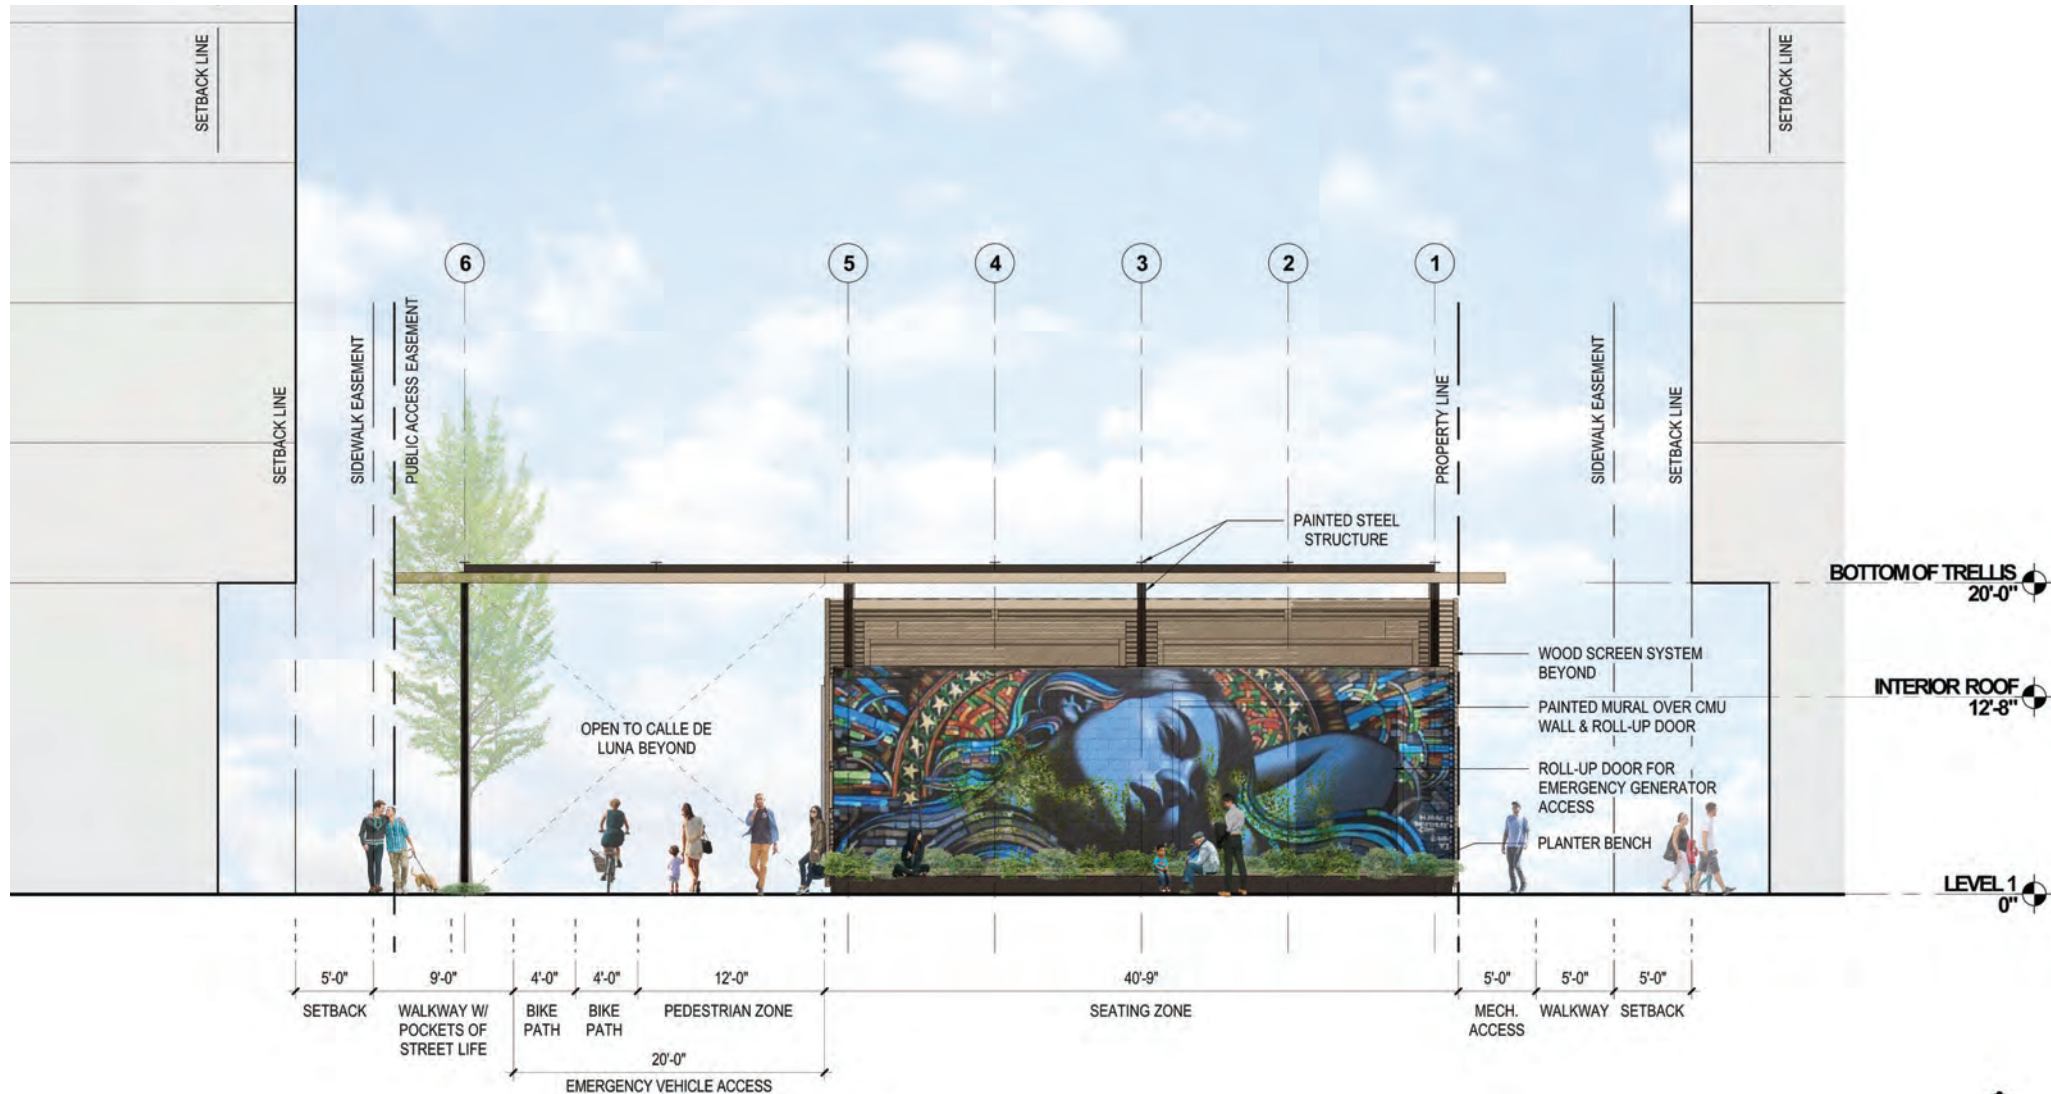 SETBACK LINE
SETBACK LINE
6
5
4
3
2
1
SETBACK LINE
SIDEWALK EASEMENT
PUBLIC ACCESS EASEMENT
PROPERTY LINE
SIDEWALK EASEMENT
SETBACK LINE
PAINTED STEEL
STRUCTURE
BOTTOM OF TRELLIS
20'-0"
WOOD SCREEN SYSTEM
BEYOND
INTERIOR ROOF
12'-8"
PAINTED MURAL OVER CMU
WALL & ROLL-UP DOOR
OPEN TO CALLE DE
LUNA BEYOND
ROLL-UP DOOR FOR
EMERGENCY GENERATOR
ACCESS
PLANTER BENCH
LEVEL 1
0"
5'-0"
9'-0"
4'-0"
4'-0"
12'-0"
40'-9"
5'-0"
5'-0"
5'-0"
SETBACK
WALKWAY W/
POCKETS OF
STREET LIFE
BIKE
PATH
BIKE
PATH
PEDESTRIAN ZONE
SEATING ZONE
MECH.
ACCESS
WALKWAY
SETBACK
20'-0"
EMERGENCY VEHICLE ACCESS